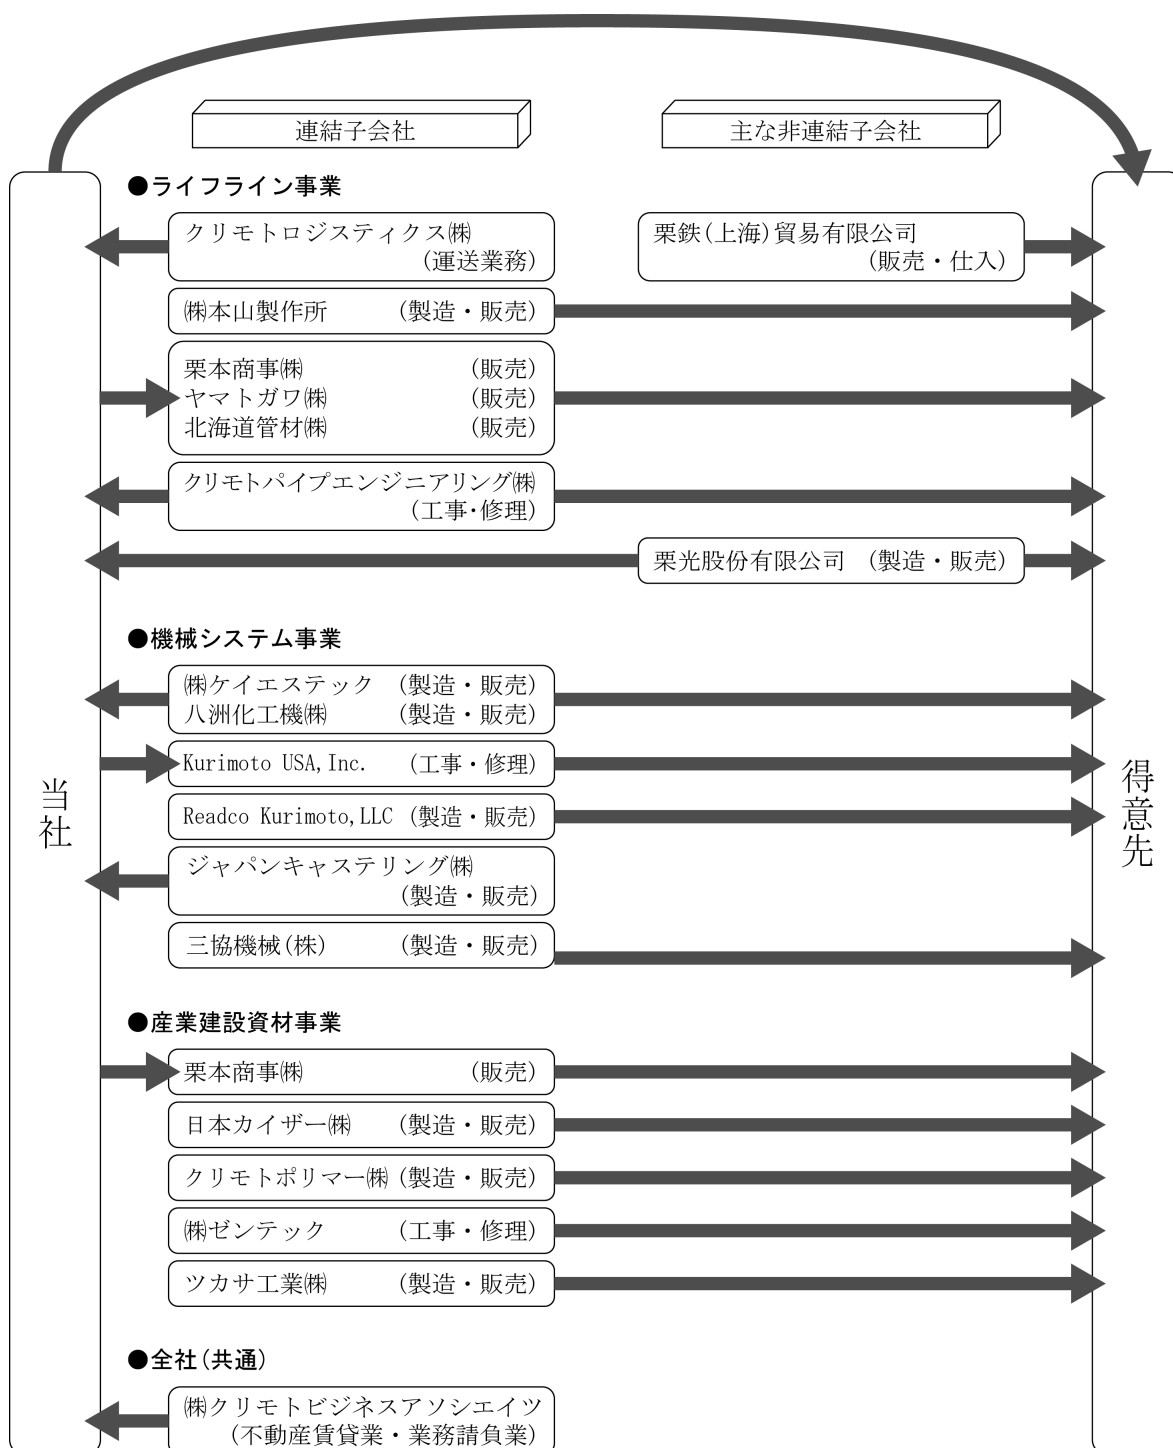 連結子会社
主な非連結子会社
●ライフライン事業
クリモトロジスティクス㈱
(運送業務)
栗鉄(上海)貿易有限公司
(販売・仕入)
㈱本山製作所 (製造・販売)
栗本商事㈱ (販売)
ヤマトガワ㈱ (販売)
北海道管材㈱ (販売)
クリモトパイプエンジニアリング㈱
(工事・修理)
栗光股份有限公司 (製造・販売)
●機械システム事業
㈱ケイエステック (製造・販売)
八洲化工機㈱ (製造・販売)
Kurimoto USA,Inc. (工事・修理)
Readco Kurimoto,LLC (製造・販売)
ジャパンキャステリング㈱
(製造・販売)
三協機械(株) (製造・販売)
当社
得意先
●産業建設資材事業
栗本商事㈱ (販売)
日本カイザー㈱ (製造・販売)
クリモトポリマー㈱ (製造・販売)
㈱ゼンテック (工事・修理)
ツカサ工業㈱ (製造・販売)
●全社(共通)
㈱クリモトビジネスアソシエイツ
(不動産賃貸業・業務請負業)